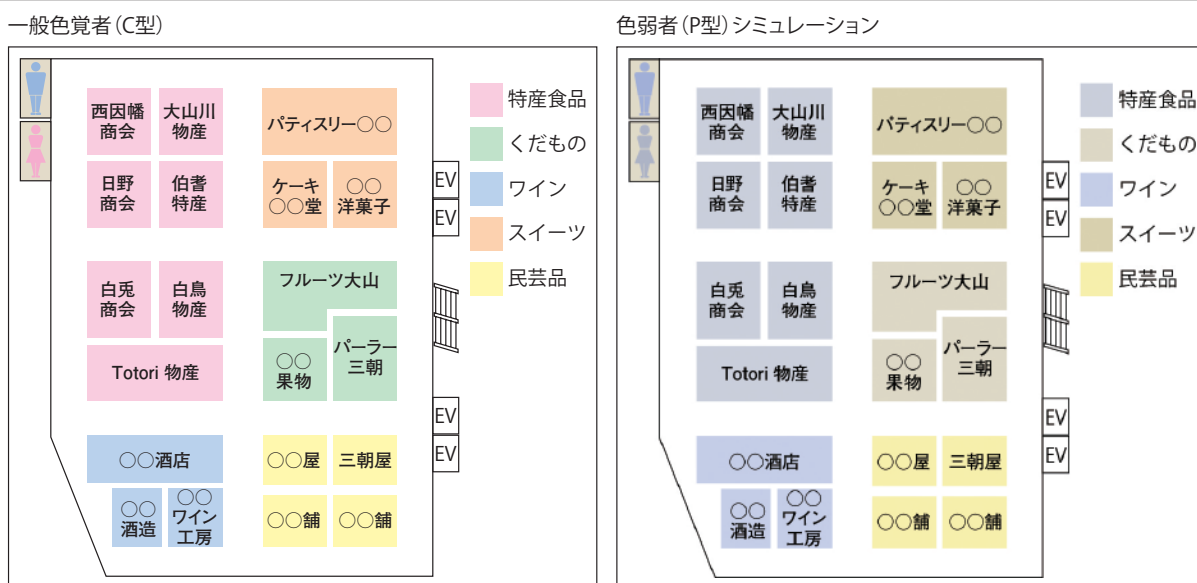 一般色覚者(C型)
西因幡
商会
大山川
物産
パティスリー○○
日野
商会
伯耆
特産
ケーキ
○○堂
○○
洋菓子
白兎
商会
白鳥
物産
フルーツ大山
Totori 物産
○○
果物
パーラー
三朝
○○酒店
○○屋
三朝屋
○○
酒造
○○
ワイン
工房
○○舗
○○舗
EV
EV
EV
EV
特産食品
くだもの
ワイン
スイーツ
民芸品
色弱者(P型)シミュレーション
西因幡
商会
大山川
物産
パティスリー○○
日野
商会
伯耆
特産
ケーキ
○○堂
○○
洋菓子
白兎
商会
白鳥
物産
フルーツ大山
Totori 物産
○○
果物
パーラー
三朝
○○酒店
○○屋
三朝屋
○○
酒造
○○
ワイン
工房
○○舗
○○舗
EV
EV
EV
EV
特産食品
くだもの
ワイン
スイーツ
民芸品